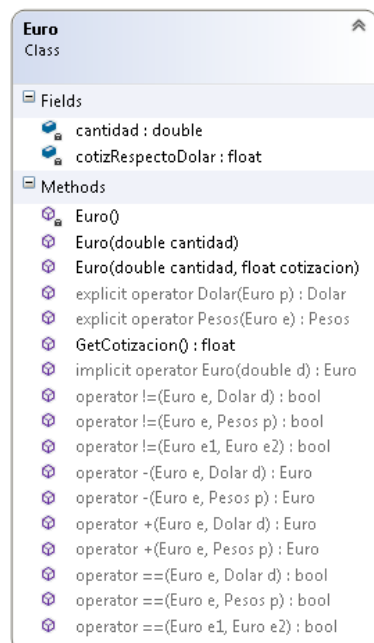 Euro
Class
Fields
cantidad : double
cotizRespectoDolar : float
Methods
Euro()
Euro(double cantidad)
Euro(double cantidad, float cotizacion)
explicit operator Dolar(Euro p) : Dolar
explicit operator Pesos(Euro e) : Pesos
GetCotizacion() : float
implicit operator Euro(double d) : Euro
operator !=(Euro e, Dolar d) : bool
operator !=(Euro e, Pesos p) : bool
operator !=(Euro e1, Euro e2) : bool
operator -(Euro e, Dolar d) : Euro
operator -(Euro e, Pesos p) : Euro
operator +(Euro e, Dolar d) : Euro
operator +(Euro e, Pesos p) : Euro
operator ==(Euro e, Dolar d) : bool
operator ==(Euro e, Pesos p) : bool
operator ==(Euro e1, Euro e2) : bool